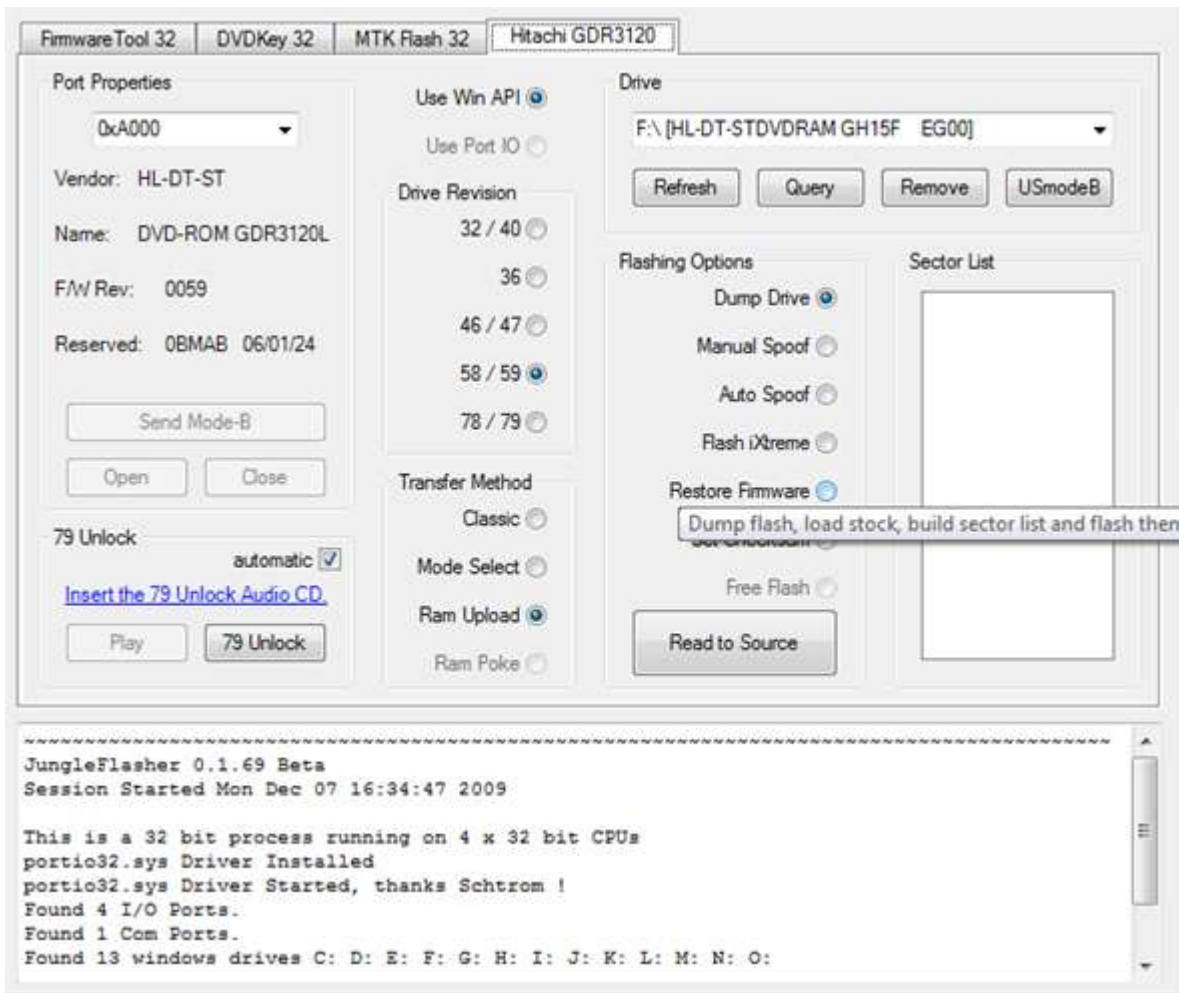 FirmwareTool 32 DVDKey 32 MTK Flash 32 Hitachi GDR3120
Port Properties
0xA000
Vendor: HL-DT-ST
Name: DVD-ROM GDR3120L
F/W Rev: 0059
Reserved: 0BMAB 06/01/24
Send Mode-B
Open Close
79 Unlock
automatic
Insert the 79 Unlock Audio CD.
Play 79 Unlock
Use Win API
Use Port IO
Drive Revision
32 / 40
36
46 / 47
58 / 59
78 / 79
Transfer Method
Classic
Mode Select
Ram Upload
Ram Poke
Drive
F:\ [HL-DT-STDVDRAM GH15F EG00]
Refresh Query Remove USmodeB
Flashing Options
Dump Drive
Manual Spoof
Auto Spoof
Flash iXtreme
Restore Firmware
Dump flash, load stock, build sector list and flash then
Free Flash
Read to Source
Sector List
~~~~~~~~~~~~~~~~~~~~~~~~~~~~~~~~~~~~~~~~~~~~~~~~~~~~~~~~~~~~~~~~~~~~~~~~~~~~~~~~~~~~~~~~~~
JungleFlasher 0.1.69 Beta
Session Started Mon Dec 07 16:34:47 2009
This is a 32 bit process running on 4 x 32 bit CPUs
portio32.sys Driver Installed
portio32.sys Driver Started, thanks Schtrom !
Found 4 I/O Ports.
Found 1 Com Ports.
Found 13 windows drives C: D: E: F: G: H: I: J: K: L: M: N: O: